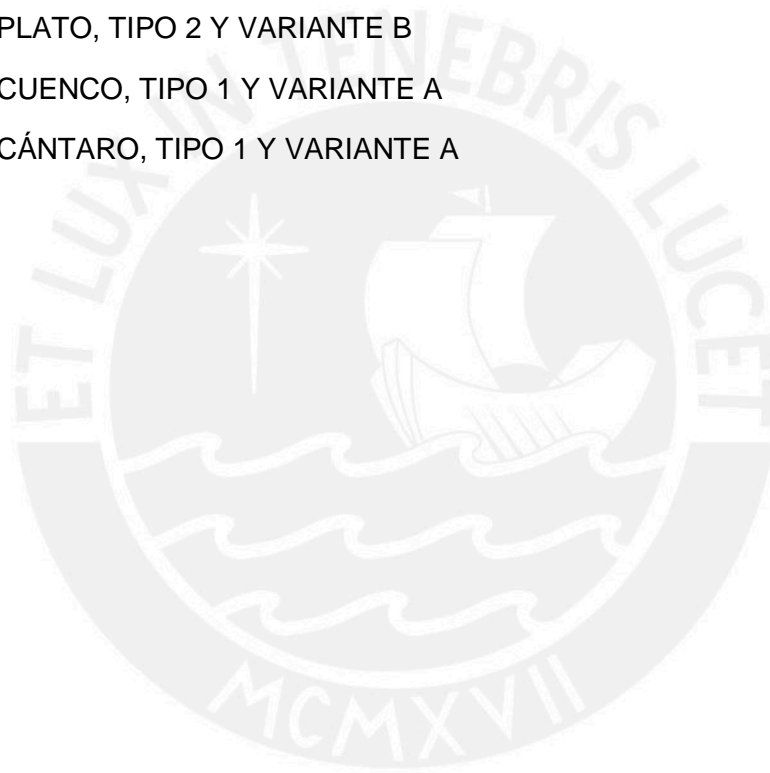 PLATO, TIPO 2 Y VARIANTE B
CUENCO, TIPO 1 Y VARIANTE A
CÁNTARO, TIPO 1 Y VARIANTE A
ET LUX IN TENEBRIS LUCET
MCMXVII